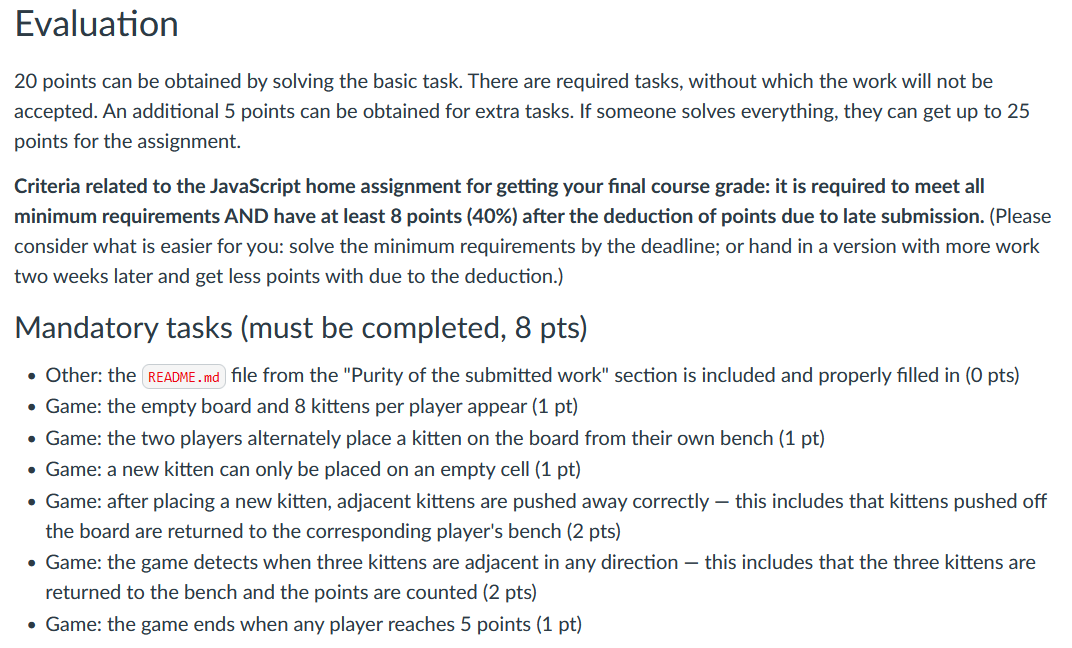 Evaluation
20 points can be obtained by solving the basic task. There are required tasks, without which the work will not be
accepted. An additional 5 points can be obtained for extra tasks. If someone solves everything, they can get up to 25
points for the assignment.
Criteria related to the JavaScript home assignment for getting your final course grade: it is required to meet all
minimum requirements AND have at least 8 points (40%) after the deduction of points due to late submission. (Please
consider what is easier for you: solve the minimum requirements by the deadline; or hand in a version with more work
two weeks later and get less points with due to the deduction.)
Mandatory tasks (must be completed, 8 pts)
• Other: the README.md file from the "Purity of the submitted work" section is included and properly filled in (0 pts)
• Game: the empty board and 8 kittens per player appear (1 pt)
• Game: the two players alternately place a kitten on the board from their own bench (1 pt)
• Game: a new kitten can only be placed on an empty cell (1 pt)
• Game: after placing a new kitten, adjacent kittens are pushed away correctly — this includes that kittens pushed off
the board are returned to the corresponding player's bench (2 pts)
• Game: the game detects when three kittens are adjacent in any direction — this includes that the three kittens are
returned to the bench and the points are counted (2 pts)
• Game: the game ends when any player reaches 5 points (1 pt)